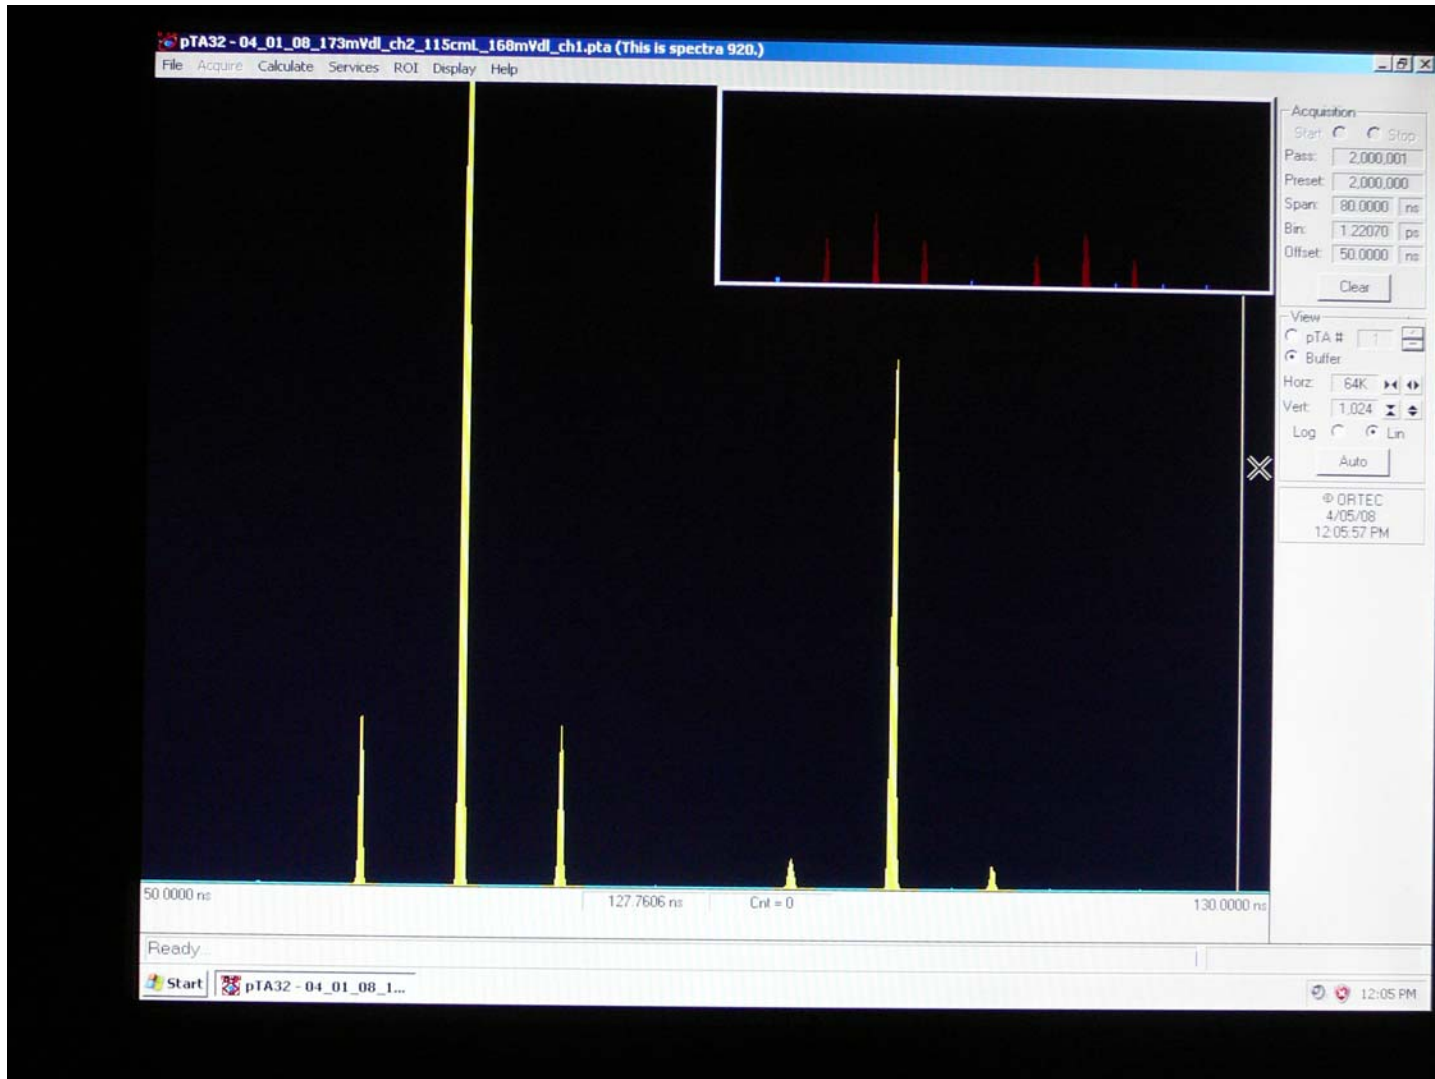 pTA32 - 04_01_08_173mVdl_ch2_115cmL_168mVdl_ch1.pta (This is spectra 920.)
File Acquire Calculate Services ROI Display Help
Acquisition
Start Stop
Pass: 2,000,001
Preset: 2,000,000
Span: 80.0000 ns
Bin: 1.22070 ps
Offset: 50.0000 ns
Clear
View
pTA # 1
Buffer
Horz: 64K
Vert: 1,024
Log Lin
Auto
ORTEC
4/05/08
12:05:57 PM
50.0000 ns 127.7606 ns Cnt = 0 130.0000 ns
Ready...
Start pTA32 - 04_01_08_1... 12:05 PM